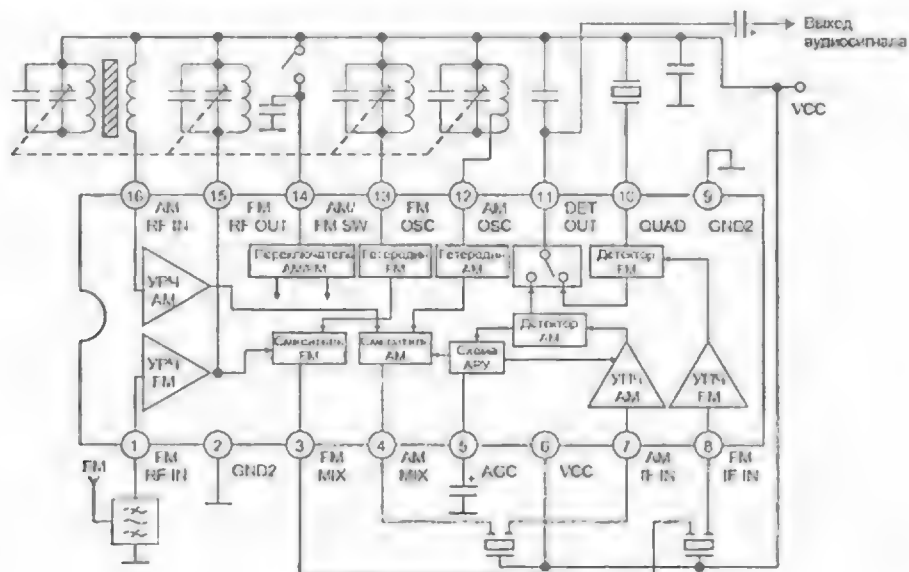 Выход
аудиосигнала
VCC
16 15 14 13 12 11 10 9
AM
RF IN
FM
RF OUT
AM/
FM SW
FM
OSC
AM
OSC
DET
OUT
QUAD
GND2
УРЧ
AM
Переключатель
AM/FM
Гетеродин
FM
Гетеродин
AM
Детектор
FM
Смеситель
FM
Смеситель
AM
Схема
АРУ
Детектор
AM
УРЧ
FM
УПЧ
AM
УПЧ
FM
1 2 3 4 5 6 7 8
FM
RF IN
GND2
FM
MIX
AM
MIX
AGC
VCC
AM
IF IN
FM
IF IN
FM